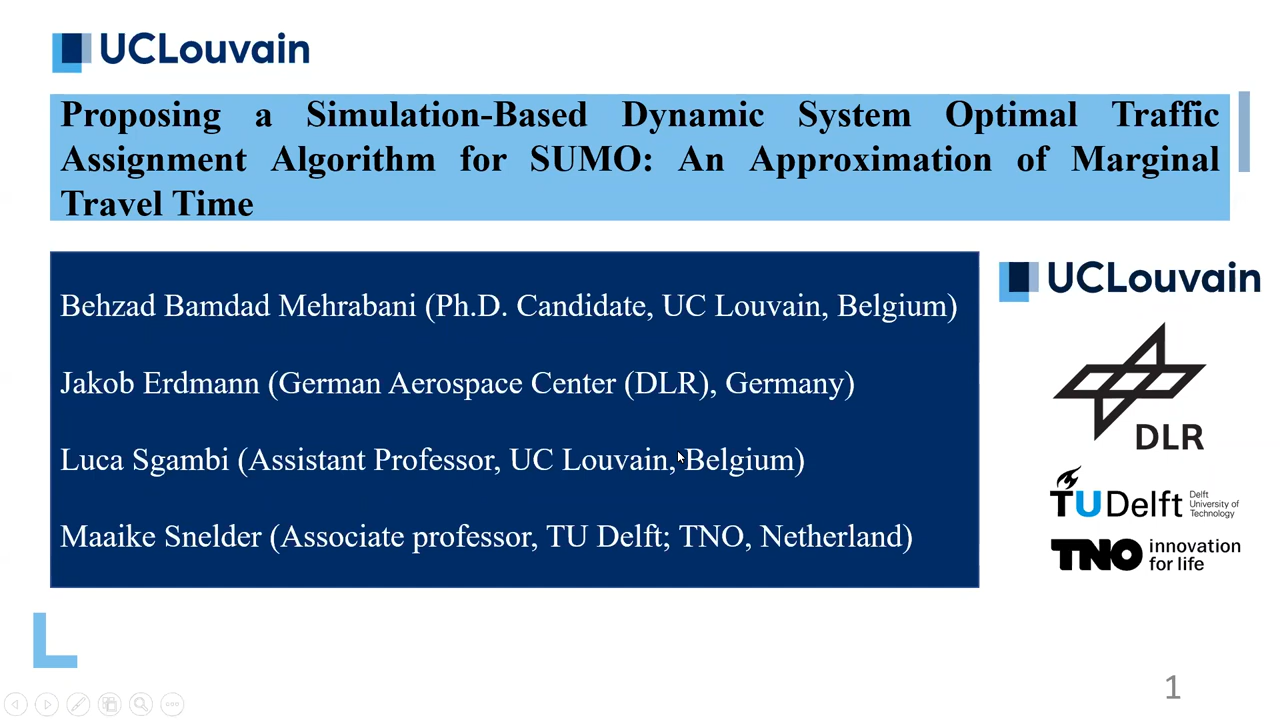 UCLouvain
Proposing a Simulation-Based Dynamic System Optimal Traffic
Assignment Algorithm for SUMO: An Approximation of Marginal
Travel Time
Behzad Bamdad Mehrabani (Ph.D. Candidate, UC Louvain, Belgium)
Jakob Erdmann (German Aerospace Center (DLR), Germany)
Luca Sgambi (Assistant Professor, UC Louvain, Belgium)
Maaike Snelder (Associate professor, TU Delft; TNO, Netherland)
UCLouvain
DLR
TU Delft
Delft
University of
Technology
TNO innovation
for life
1